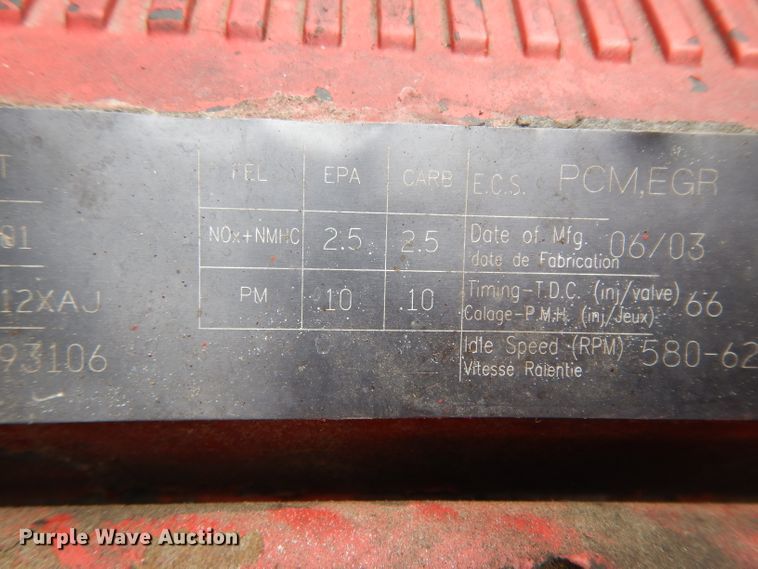 T FEL EPA CARB E.C.S. PCM,EGR
NOx+NMHC 2.5 2.5 Date of Mfg. 06/03
date de Fabrication
12XAJ PM .10 .10 Timing-T.D.C. (inj/valve) 66
Calage-P.M.H. (inj/Jeux)
93106 Idle Speed (RPM) 580-62
Vitesse Ralentie
Purple Wave Auction